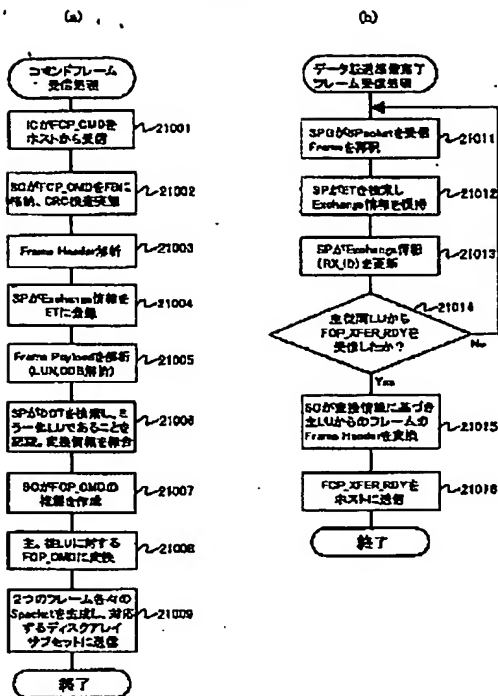 (a)
コマンドフレーム
受信処理
ICがFCP_CMDを
ホストから受信
21001
SCがFCP_CMDをFBに
格納、CRC検査実施
21002
Frame Header解析
21003
SPがExchange情報を
ETに登録
21004
Frame Payloadを解析
(LUN,CDB解析)
21005
SPがDCTを検索し、ミ
ラー化LUであることを
認証。変換情報を
21006
SCがFCP_CMDの
複製を作成
21007
主、従LUに対する
FCP_CMDに変換
21008
2つのフレーム各々の
Spacketを生成し、対応
するディスクアレイ
サブセットに送信
21009
終了
(b)
データ転送準備完了
フレーム受信処理
SPGがSPacketを受信
Frameを再構
21011
SPがETを検索し
Exchange情報を獲得
21012
SPがExchange情報
(RX_ID)を更新
21013
主従両LUから
FCP_XFER_RDYを
受信したか?
21014
No
Yes
SCが変換情報に基づき
主LUからのフレームの
Frame Headerを変換
21015
FCP_XFER_RDYを
ホストに送信
21016
終了